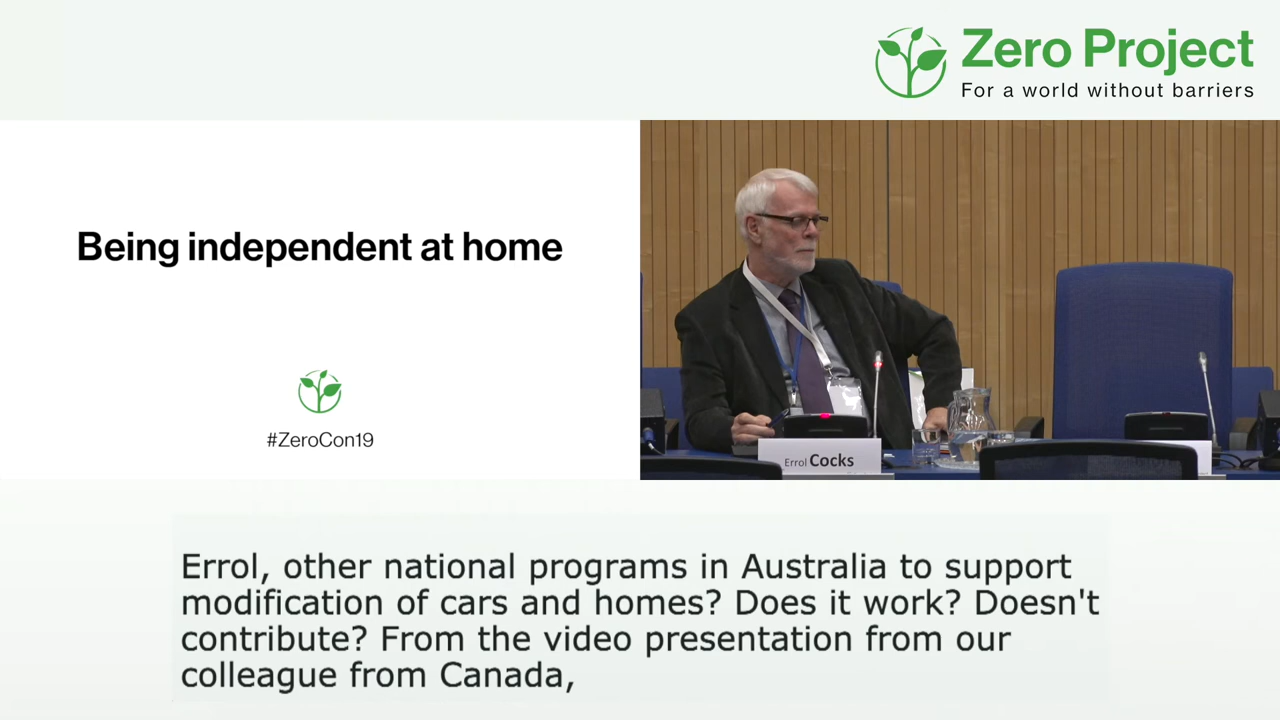 Zero Project
For a world without barriers
Being independent at home
#ZeroCon19
Errol Cocks
Errol, other national programs in Australia to support
modification of cars and homes? Does it work? Doesn't
contribute? From the video presentation from our
colleague from Canada,